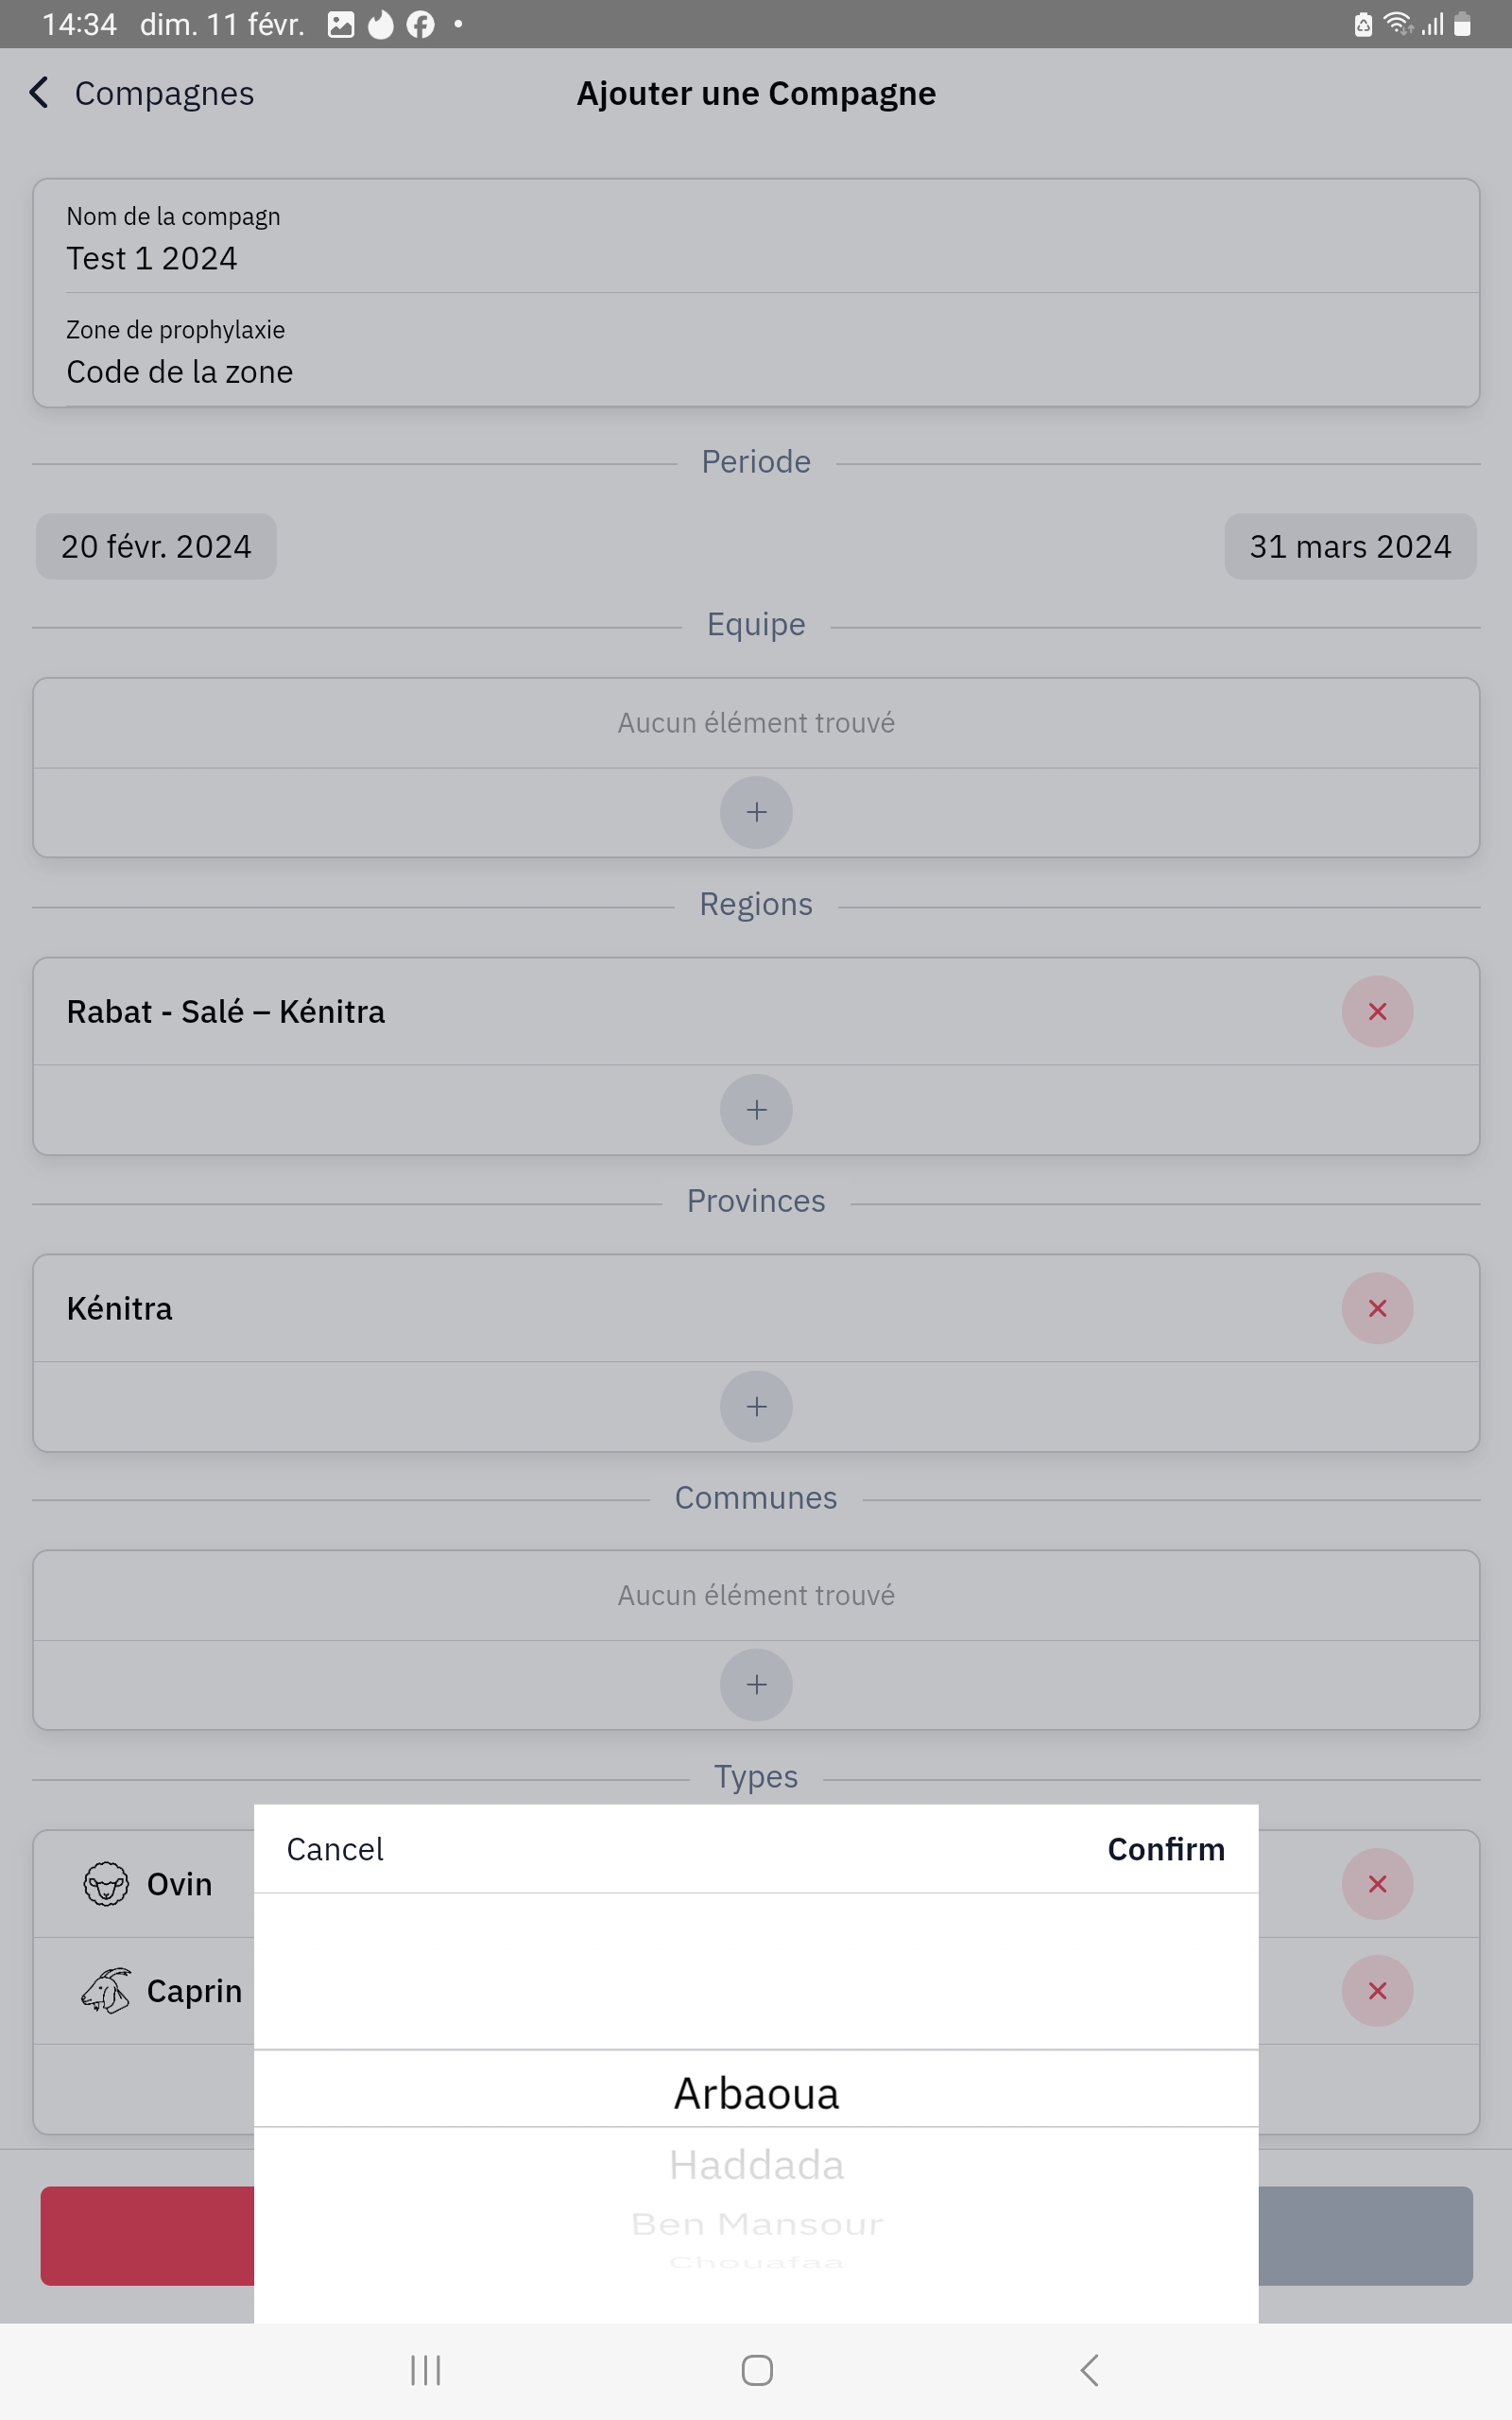 14:34 dim. 11 févr.
Compagnes
Ajouter une Compagne
Nom de la compagn
Test 1 2024
Zone de prophylaxie
Code de la zone
Periode
20 févr. 2024
31 mars 2024
Equipe
Aucun élément trouvé
Regions
Rabat - Salé – Kénitra
Provinces
Kénitra
Communes
Aucun élément trouvé
Types
Ovin
Caprin
Cancel
Confirm
Arbaoua
Haddada
Ben Mansour
Chouafaa